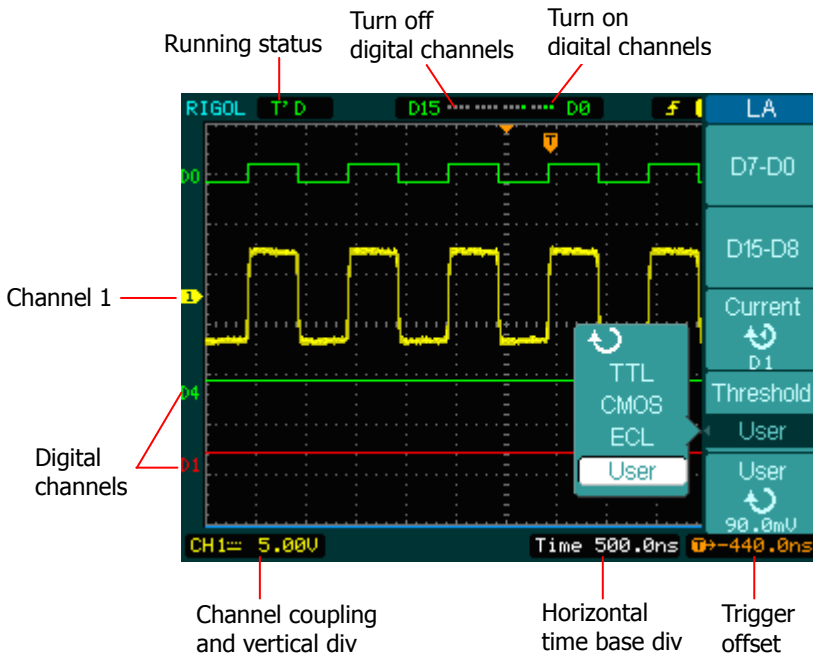 Turn off
digital channels
Turn on
digital channels
Running status
RIGOL T'D D15 D0 LA
D0
D7-D0
D15-D8
Channel 1
1
T
Current
D1
TTL
CMOS
ECL
User
Threshold
User
D4
D1
Digital
channels
User
90.0mV
CH1 5.00V Time 500.0ns T→-440.0ns
Channel coupling
and vertical div
Horizontal
time base div
Trigger
offset